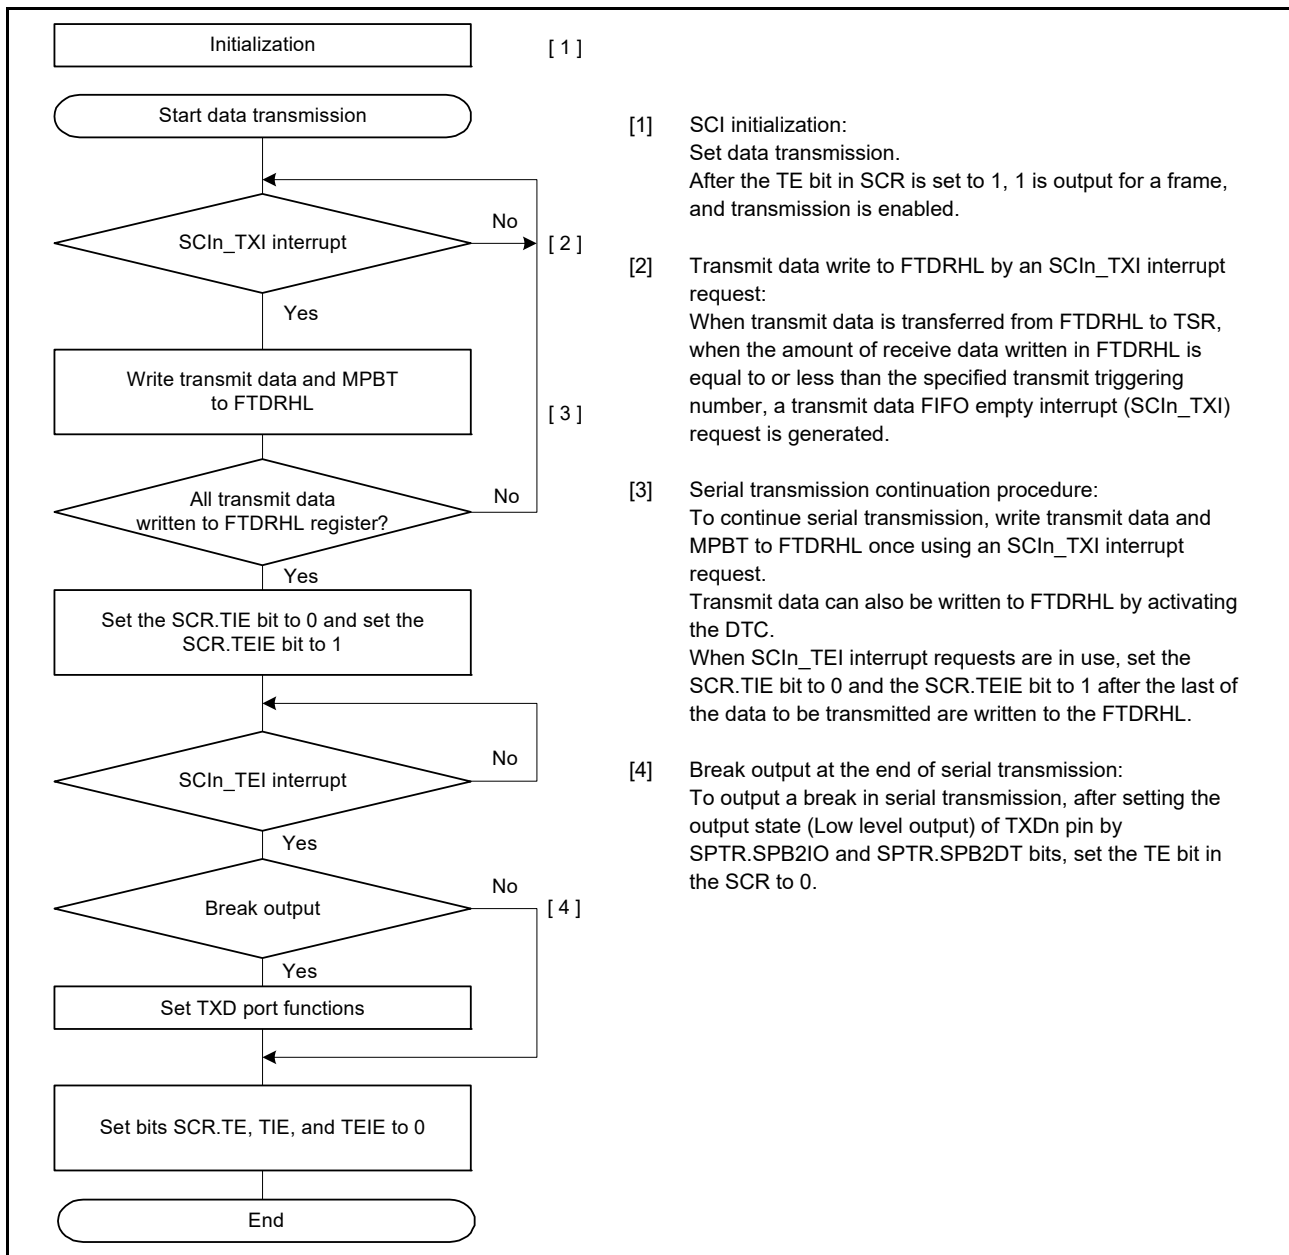 Initialization
[ 1 ]
Start data transmission
SCIn_TXI interrupt
No
[ 2 ]
Yes
Write transmit data and MPBT
to FTDRHL
[ 3 ]
All transmit data
written to FTDRHL register?
No
Yes
Set the SCR.TIE bit to 0 and set the
SCR.TEIE bit to 1
SCIn_TEI interrupt
No
Yes
Break output
No
[ 4 ]
Yes
Set TXD port functions
Set bits SCR.TE, TIE, and TEIE to 0
End
[1] SCI initialization:
Set data transmission.
After the TE bit in SCR is set to 1, 1 is output for a frame,
and transmission is enabled.
[2] Transmit data write to FTDRHL by an SCIn_TXI interrupt
request:
When transmit data is transferred from FTDRHL to TSR,
when the amount of receive data written in FTDRHL is
equal to or less than the specified transmit triggering
number, a transmit data FIFO empty interrupt (SCIn_TXI)
request is generated.
[3] Serial transmission continuation procedure:
To continue serial transmission, write transmit data and
MPBT to FTDRHL once using an SCIn_TXI interrupt
request.
Transmit data can also be written to FTDRHL by activating
the DTC.
When SCIn_TEI interrupt requests are in use, set the
SCR.TIE bit to 0 and the SCR.TEIE bit to 1 after the last of
the data to be transmitted are written to the FTDRHL.
[4] Break output at the end of serial transmission:
To output a break in serial transmission, after setting the
output state (Low level output) of TXDn pin by
SPTR.SPB2IO and SPTR.SPB2DT bits, set the TE bit in
the SCR to 0.